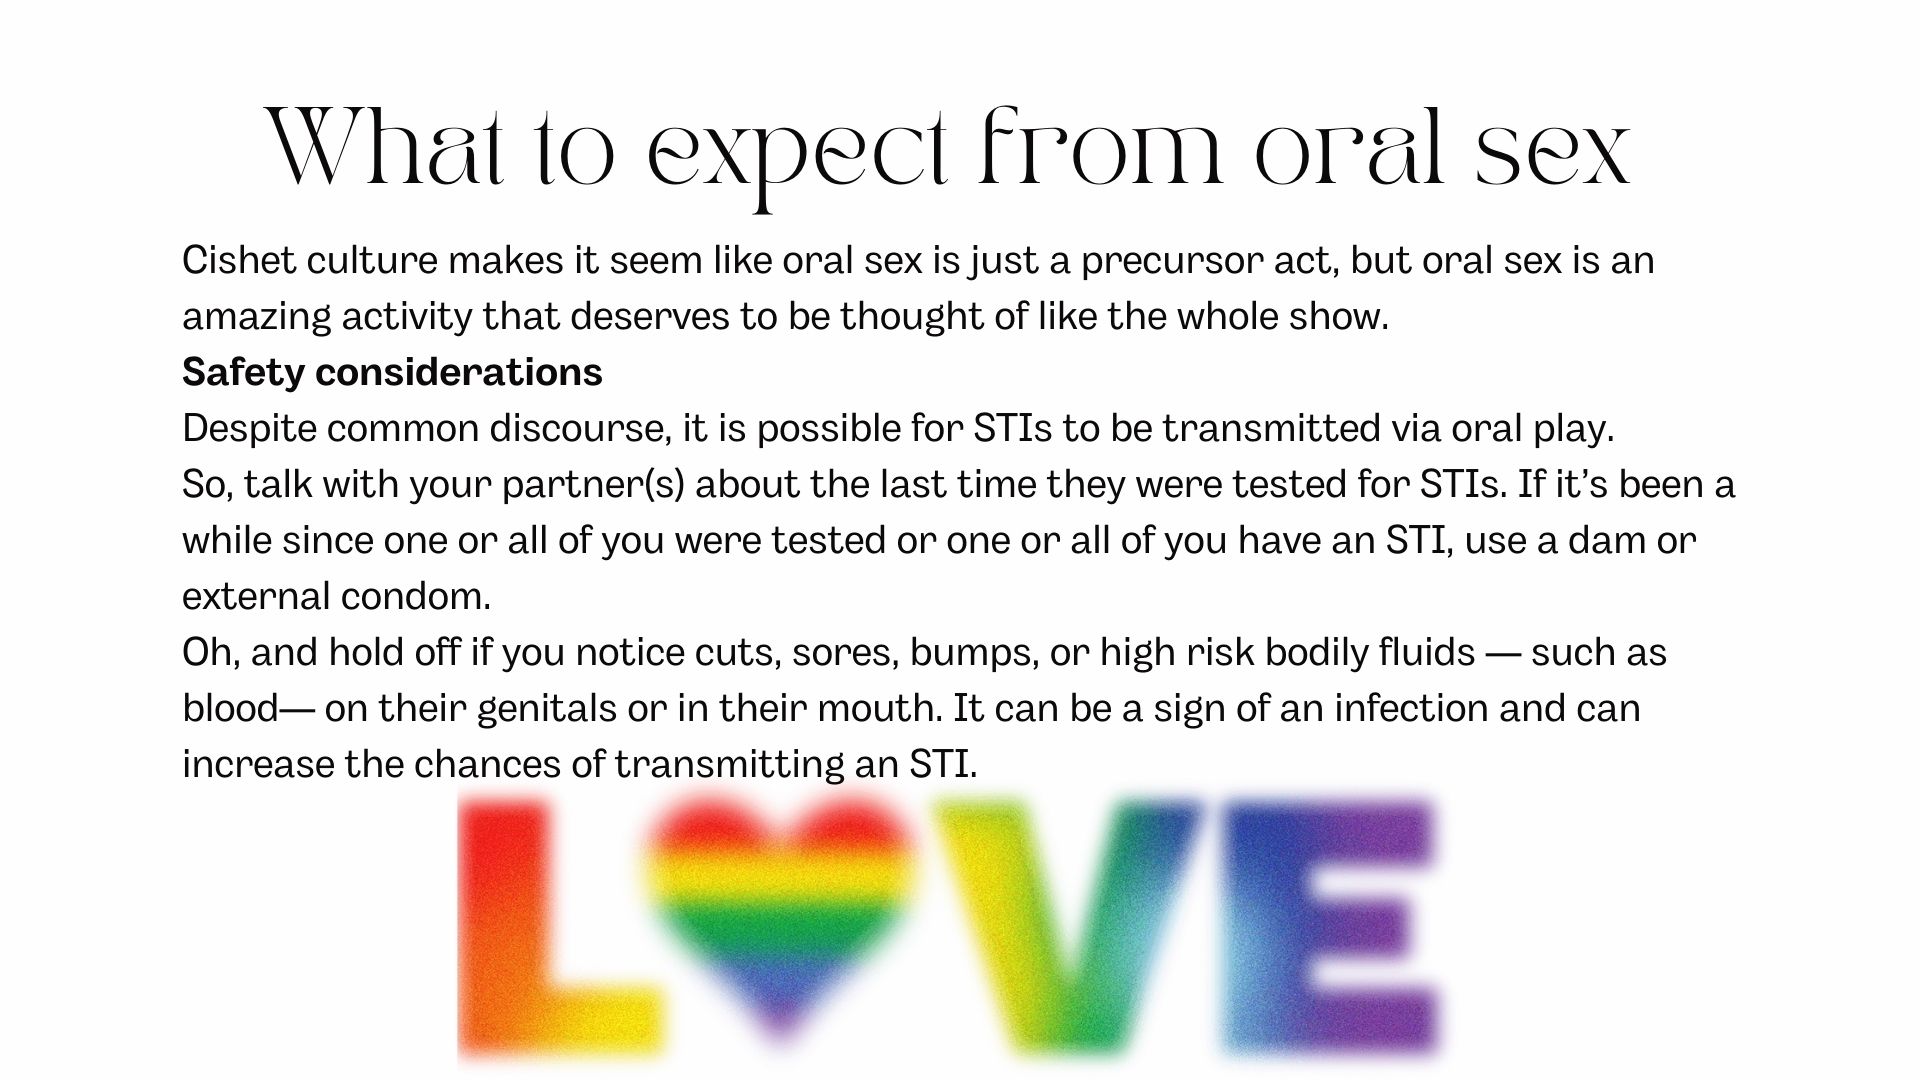 What to expect from oral sex
Cishet culture makes it seem like oral sex is just a precursor act, but oral sex is an
amazing activity that deserves to be thought of like the whole show.
Safety considerations
Despite common discourse, it is possible for STIs to be transmitted via oral play.
So, talk with your partner(s) about the last time they were tested for STIs. If it’s been a
while since one or all of you were tested or one or all of you have an STI, use a dam or
external condom.
Oh, and hold off if you notice cuts, sores, bumps, or high risk bodily fluids — such as
blood— on their genitals or in their mouth. It can be a sign of an infection and can
increase the chances of transmitting an STI.
L♥VE